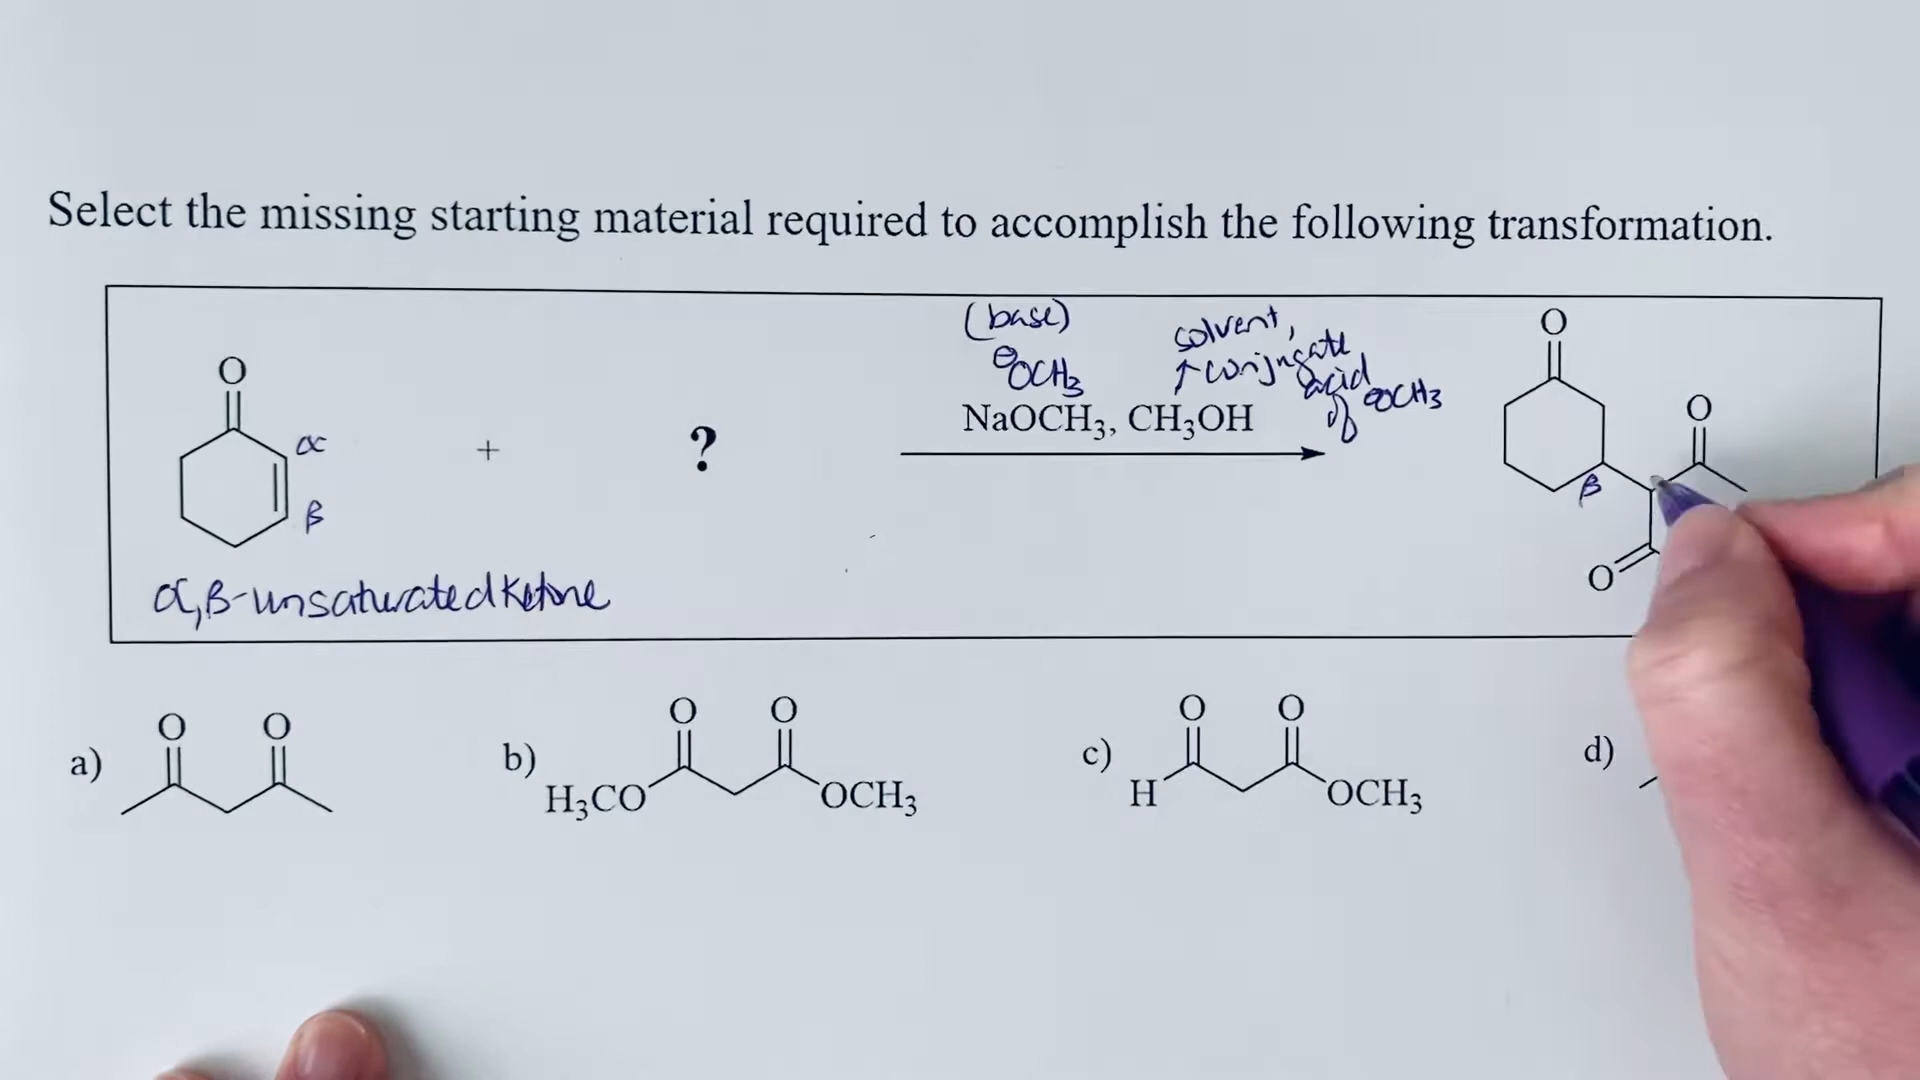 Select the missing starting material required to accomplish the following transformation.
(base)
⊖OCH₃
solvent,
↑ conjugate
acid
of ⊖OCH₃
NaOCH₃, CH₃OH
O
α
β
+
?
α,β-unsaturated ketone
O
O
β
O
a)
O O
b)
O O
H₃CO OCH₃
c)
O O
H OCH₃
d)